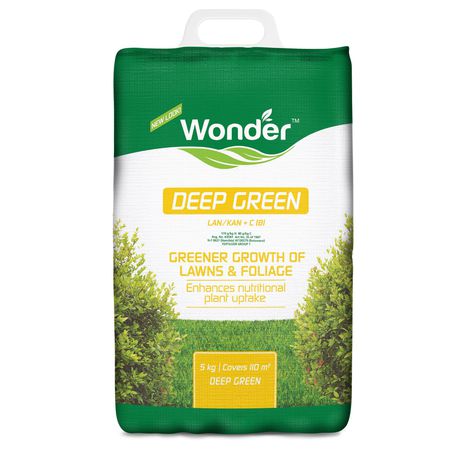 NEW LOOK!
Wonder™
DEEP GREEN
LAN/KAN + C (8)
GREENER GROWTH OF
LAWNS & FOLIAGE
Enhances nutritional
plant uptake
5 kg | Covers 110 m²
DEEP GREEN